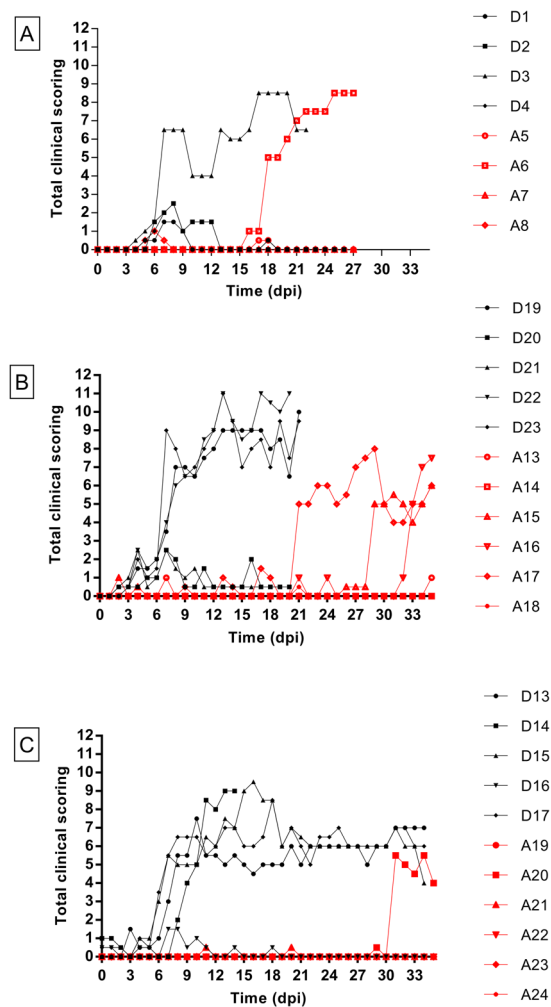 A
Total clinical scoring
12
11
10
9
8
7
6
5
4
3
2
1
0
0 3 6 9 12 15 18 21 24 27 30 33
Time (dpi)
D1
D2
D3
D4
A5
A6
A7
A8
B
Total clinical scoring
12
11
10
9
8
7
6
5
4
3
2
1
0
0 3 6 9 12 15 18 21 24 27 30 33
Time (dpi)
D19
D20
D21
D22
D23
A13
A14
A15
A16
A17
A18
C
Total clinical scoring
12
11
10
9
8
7
6
5
4
3
2
1
0
0 3 6 9 12 15 18 21 24 27 30 33
Time (dpi)
D13
D14
D15
D16
D17
A19
A20
A21
A22
A23
A24